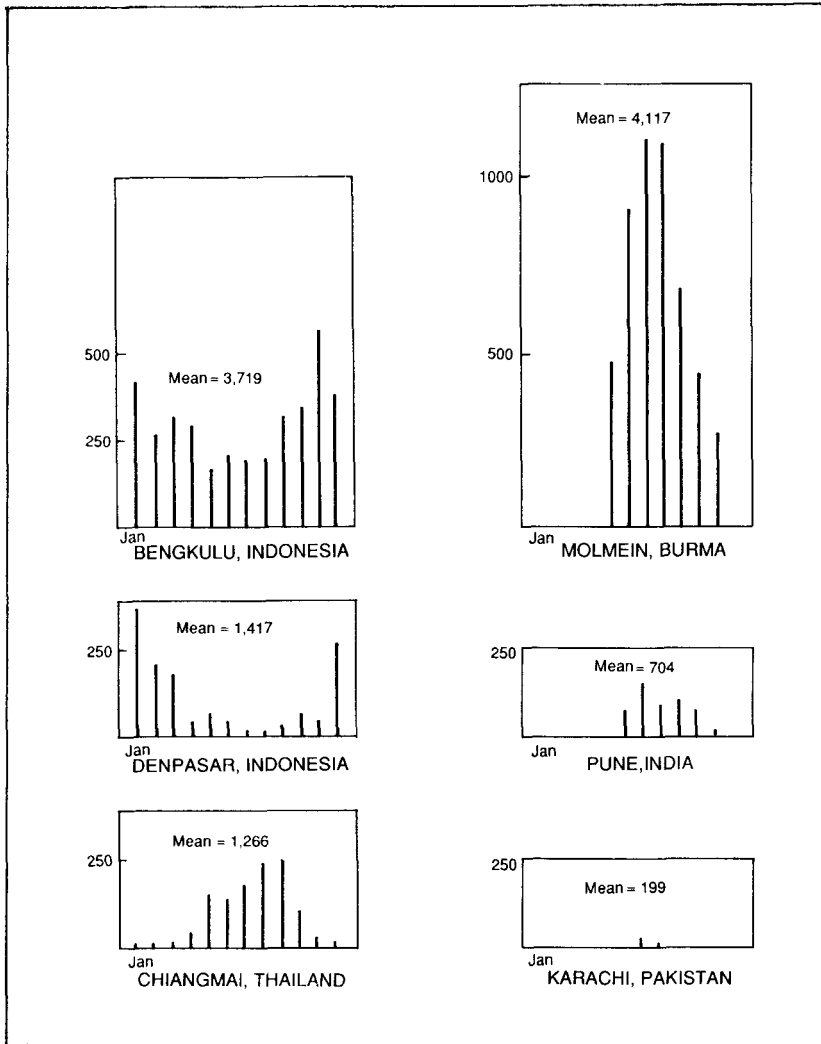 Mean = 3,719
500
250
Jan
BENGKULU, INDONESIA
Mean = 1,417
250
Jan
DENPASAR, INDONESIA
Mean = 1,266
250
Jan
CHIANGMAI, THAILAND
Mean = 4,117
1000
500
Jan
MOLMEIN, BURMA
250
Mean = 704
Jan
PUNE,INDIA
250
Mean = 199
Jan
KARACHI, PAKISTAN